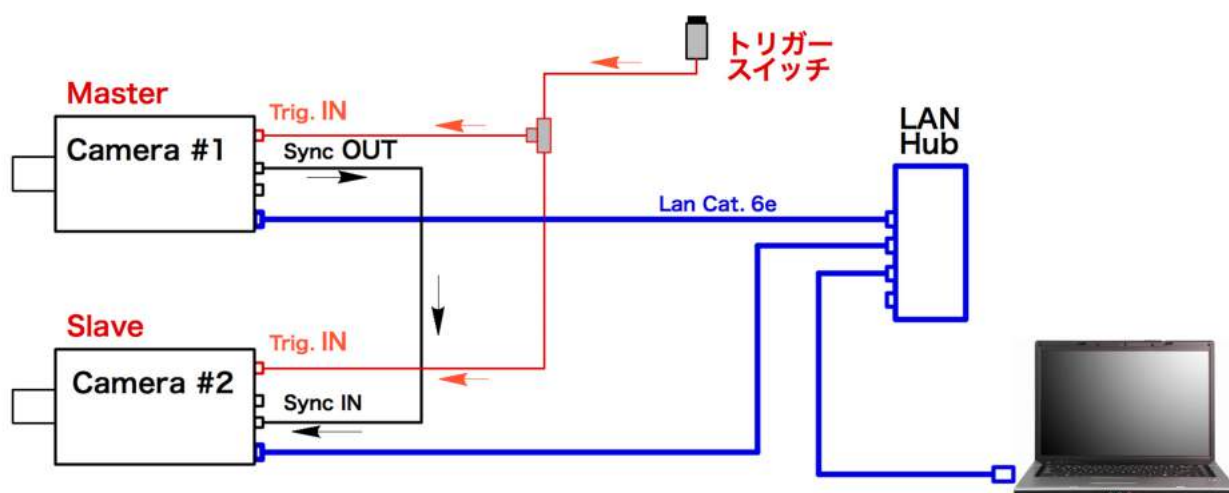 トリガー
スイッチ
Master
Trig. IN
Camera #1
Sync OUT
LAN
Hub
Lan Cat. 6e
Slave
Trig. IN
Camera #2
Sync IN